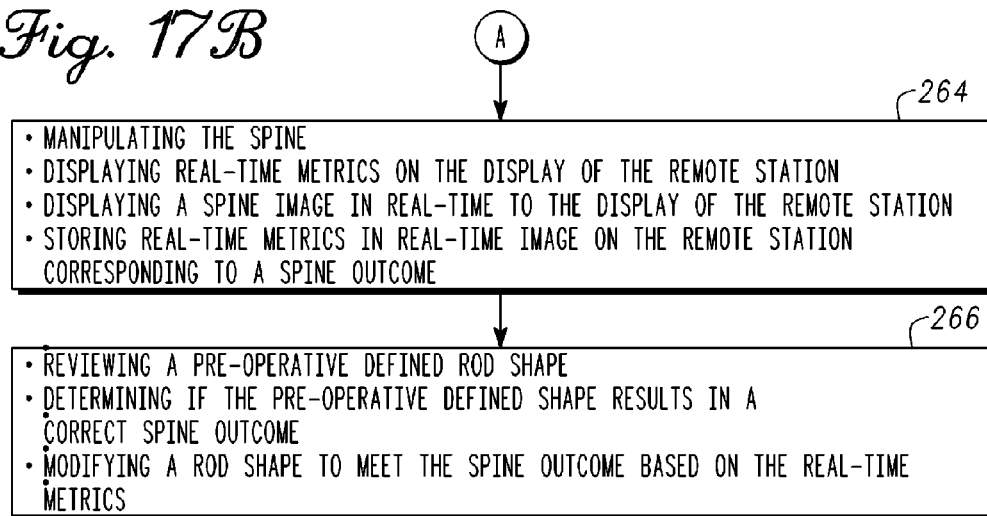 Fig. 17B
A
264
• MANIPULATING THE SPINE
• DISPLAYING REAL-TIME METRICS ON THE DISPLAY OF THE REMOTE STATION
• DISPLAYING A SPINE IMAGE IN REAL-TIME TO THE DISPLAY OF THE REMOTE STATION
• STORING REAL-TIME METRICS IN REAL-TIME IMAGE ON THE REMOTE STATION
CORRESPONDING TO A SPINE OUTCOME
266
• REVIEWING A PRE-OPERATIVE DEFINED ROD SHAPE
• DETERMINING IF THE PRE-OPERATIVE DEFINED SHAPE RESULTS IN A
CORRECT SPINE OUTCOME
• MODIFYING A ROD SHAPE TO MEET THE SPINE OUTCOME BASED ON THE REAL-TIME
METRICS